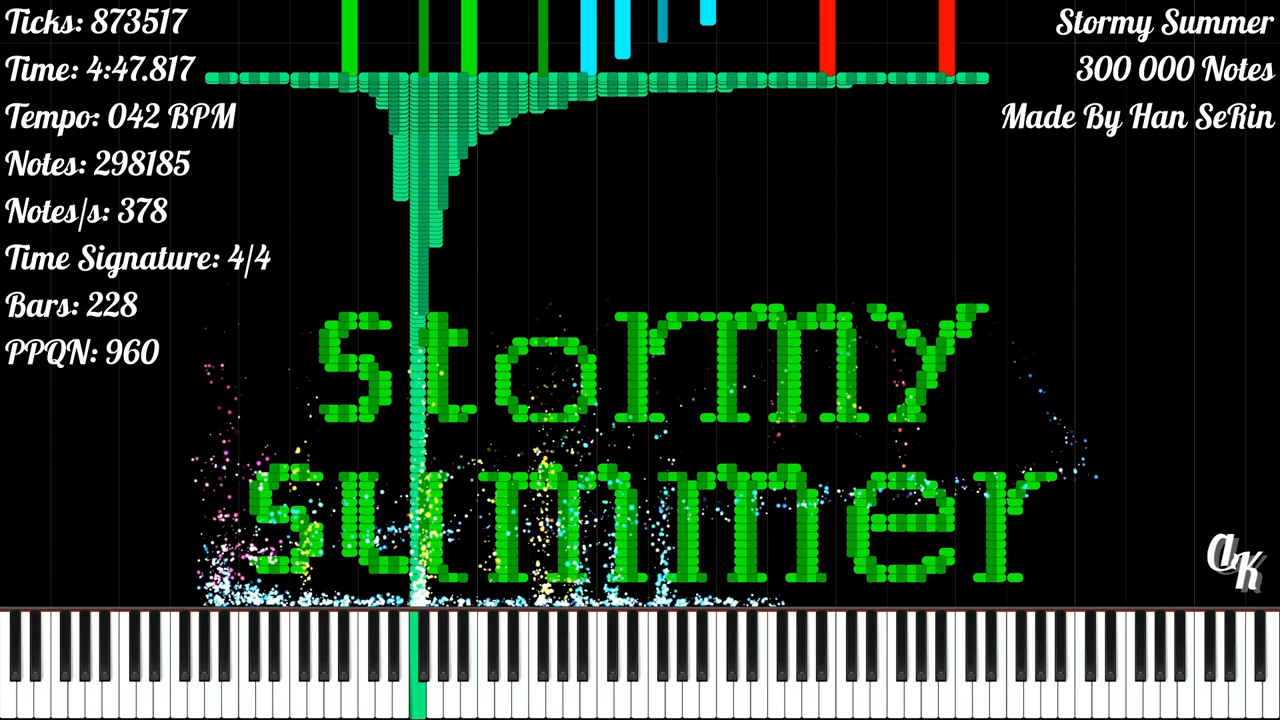 Ticks: 873517
Time: 4:47.817
Tempo: 042 BPM
Notes: 298185
Notes/s: 378
Time Signature: 4/4
Bars: 228
PPQN: 960
Stormy Summer
300 000 Notes
Made By Han SeRin
stormy
summer
AK